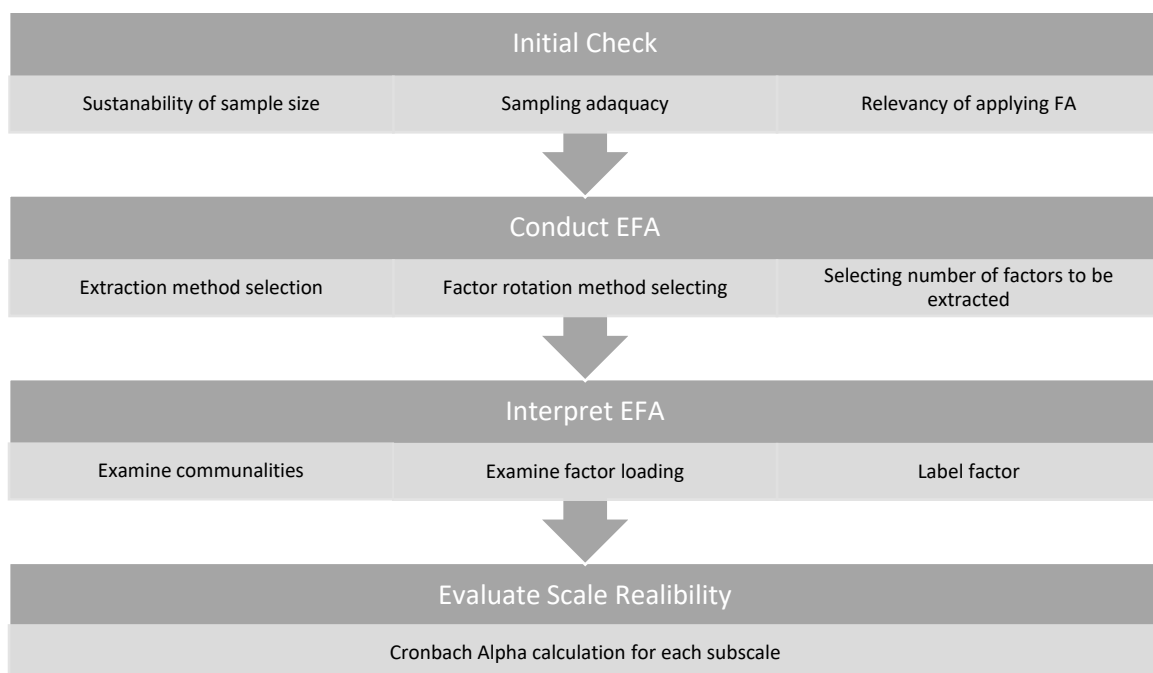 Initial Check
Sustanability of sample size
Sampling adaquacy
Relevancy of applying FA
Conduct EFA
Extraction method selection
Factor rotation method selecting
Selecting number of factors to be
extracted
Interpret EFA
Examine communalities
Examine factor loading
Label factor
Evaluate Scale Realibility
Cronbach Alpha calculation for each subscale